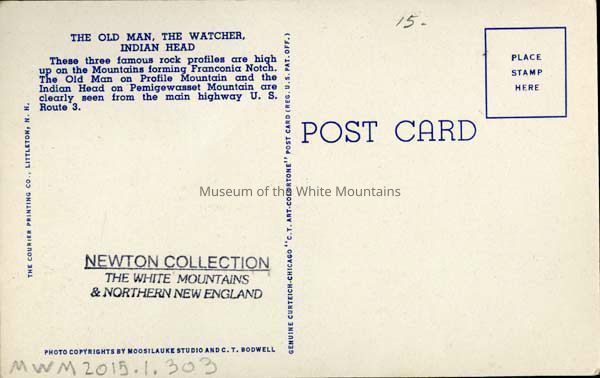 THE OLD MAN, THE WATCHER,
INDIAN HEAD
These three famous rock profiles are high
up on the Mountains forming Franconia Notch.
The Old Man on Profile Mountain and the
Indian Head on Pemigewasset Mountain are
clearly seen from the main highway U. S.
Route 3.
THE COURIER PRINTING CO., LITTLETON, N. H.
NEWTON COLLECTION
THE WHITE MOUNTAINS
& NORTHERN NEW ENGLAND
PHOTO COPYRIGHTS BY MOOSILAUKE STUDIO AND C. T. BODWELL
MWM2015.1.303
GENUINE CURTEICH-CHICAGO "C. T. ART-COLORTONE" POST CARD (REG. U. S. PAT. OFF.)
Museum of the White Mountains
15-
POST CARD
PLACE
STAMP
HERE